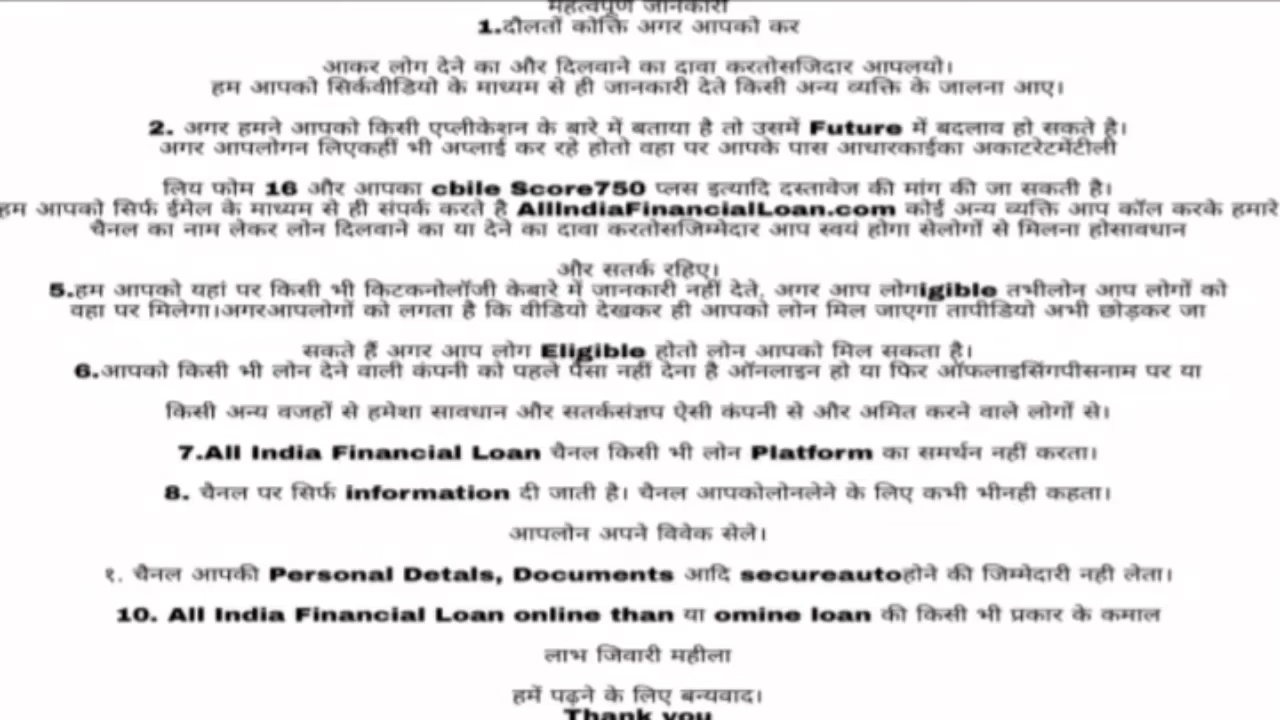 महत्वपूर्ण जानकारी
1.दौलतों कोक्ति अगर आपको कर
आकर लोग देने का और दिलवाने का दावा करतोसजिदार आपलयो।
हम आपको सिर्कवीडियो के माध्यम से ही जानकारी देते किसी अन्य व्यक्ति के जालना आए।
2. अगर हमने आपको किसी एप्लीकेशन के बारे में बताया है तो उसमें Future में बदलाव हो सकते है।
अगर आपलोगन लिएकहीं भी अप्लाई कर रहे होतो वहा पर आपके पास आधारकाईका अकाटरेटमेंटीली
लिय फोम 16 और आपका cbile Score750 प्लस इत्यादि दस्तावेज की मांग की जा सकती है।
हम आपको सिर्फ ईमेल के माध्यम से ही संपर्क करते है AllIndiaFinancialLoan.com कोई अन्य व्यक्ति आप कॉल करके हमारे
चैनल का नाम लेकर लोन दिलवाने का या देने का दावा करतोसजिम्मेदार आप स्वयं होगा सेलोगों से मिलना होसावधान
और सतर्क रहिए।
5.हम आपको यहां पर किसी भी किटकनोलॉजी केबारे में जानकारी नहीं देते, अगर आप लोगigible तभीलोन आप लोगों को
वहा पर मिलेगा।अगरआपलोगों को लगता है कि वीडियो देखकर ही आपको लोन मिल जाएगा तापीडियो अभी छोड़कर जा
सकते हैं अगर आप लोग Eligible होतो लोन आपको मिल सकता है।
6.आपको किसी भी लोन देने वाली कंपनी को पहले पैसा नहीं देना है ऑनलाइन हो या फिर ऑफलाइसिंगपीसनाम पर या
किसी अन्य वजहों से हमेशा सावधान और सतर्कसंज्ञप ऐसी कंपनी से और अमित करने वाले लोगों से।
7.All India Financial Loan चैनल किसी भी लोन Platform का समर्थन नहीं करता।
8. चैनल पर सिर्फ information दी जाती है। चैनल आपकोलोनलेने के लिए कभी भीनही कहता।
आपलोन अपने विवेक सेले।
१. चैनल आपकी Personal Detals, Documents आदि secureautoहोने की जिम्मेदारी नही लेता।
10. All India Financial Loan online than या omine loan की किसी भी प्रकार के कमाल
लाभ जिवारी महीला
हमें पढ़ने के लिए बन्यवाद।
Thank you